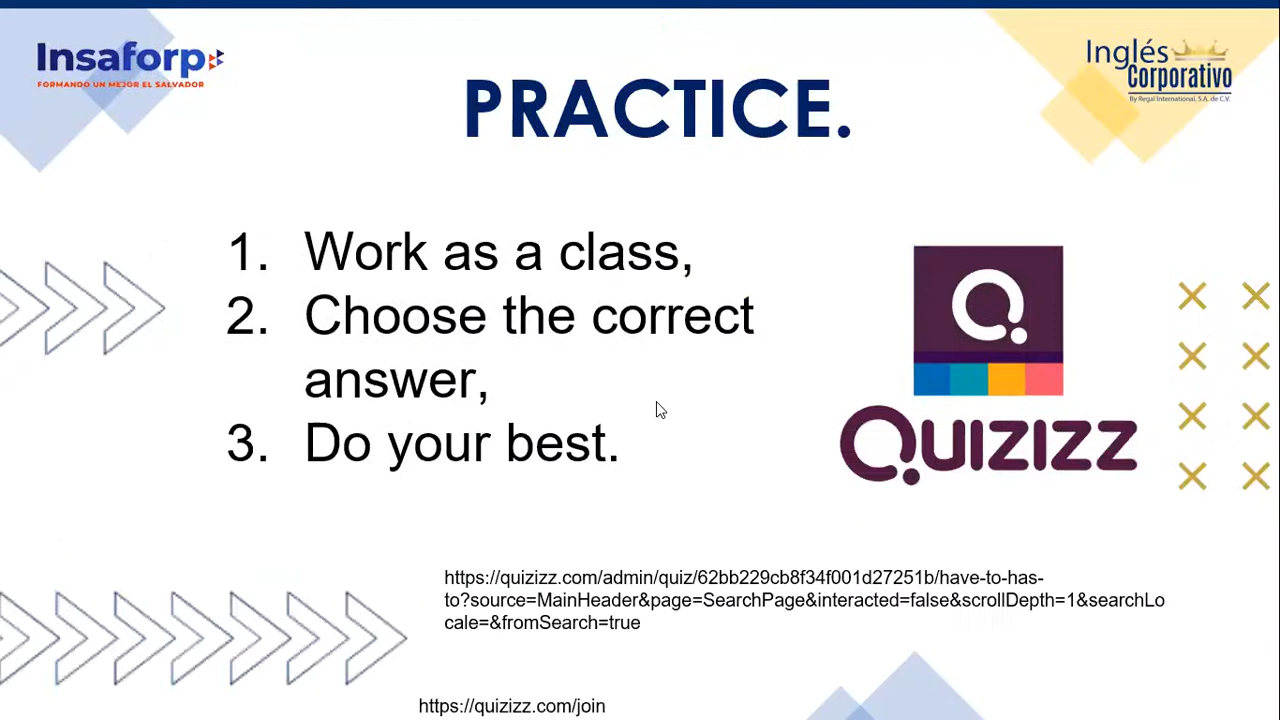 Insaforp
FORMANDO UN MEJOR EL SALVADOR
Inglés
Corporativo
By Regal International, S.A. de C.V.
PRACTICE.
1. Work as a class,
2. Choose the correct
answer,
3. Do your best.
Quizizz
https://quizizz.com/admin/quiz/62bb229cb8f34f001d27251b/have-to-has-
to?source=MainHeader&page=SearchPage&interacted=false&scrollDepth=1&searchLo
cale=&fromSearch=true
https://quizizz.com/join